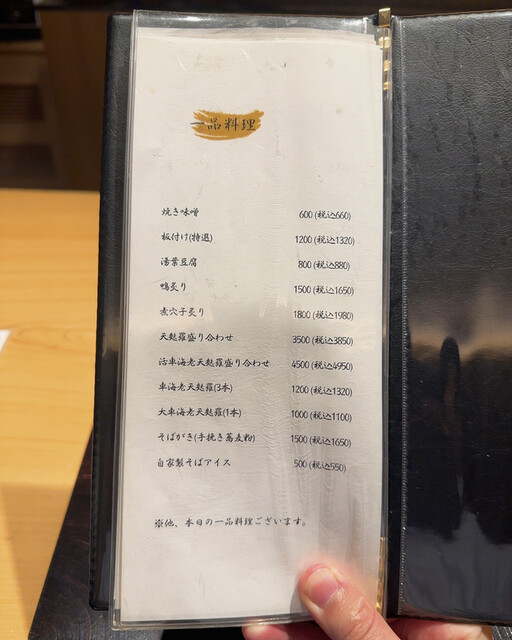 一品料理
焼き味噌 600 (税込660)
板付け(特選) 1200 (税込1320)
湯葉豆腐 800 (税込880)
鴨炙り 1500 (税込1650)
煮穴子炙り 1800 (税込1980)
天麩羅盛り合わせ 3500 (税込3850)
活車海老天麩羅盛り合わせ 4500 (税込4950)
車海老天麩羅(3本) 1200 (税込1320)
大車海老天麩羅(1本) 1000 (税込1100)
そばがき(手挽き蕎麦粉) 1500 (税込1650)
自家製そばアイス 500 (税込550)
※他、本日の一品料理ございます。